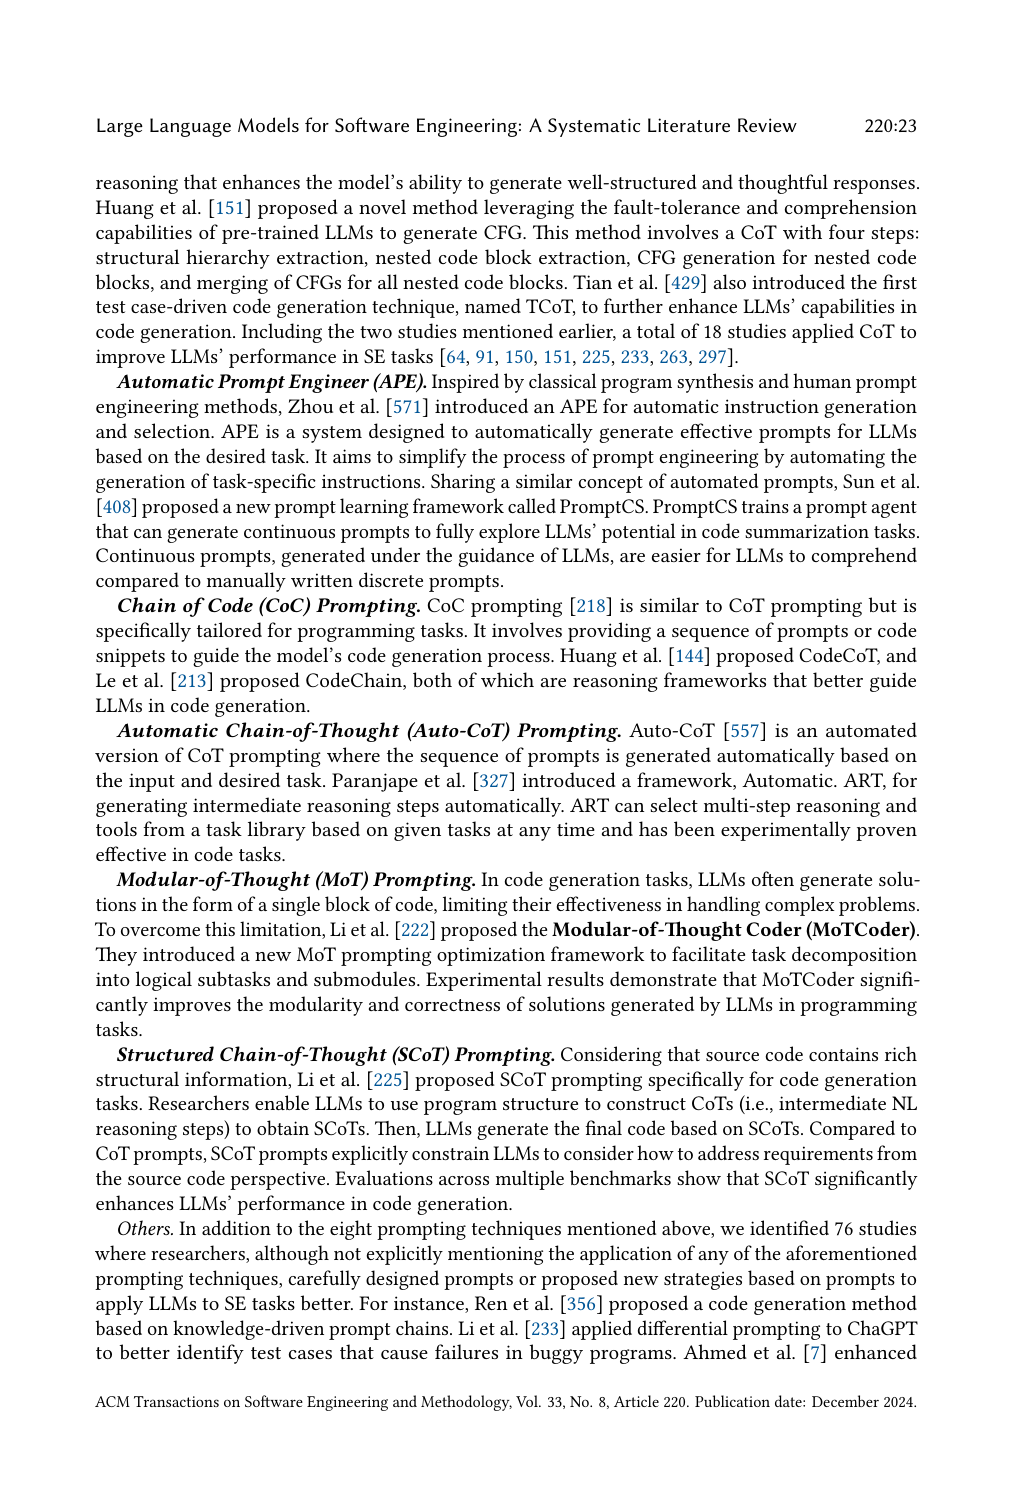 Large Language Models for Software Engineering: A Systematic Literature Review 220:23
reasoning that enhances the model's ability to generate well-structured and thoughtful responses.
Huang et al. [151] proposed a novel method leveraging the fault-tolerance and comprehension
capabilities of pre-trained LLMs to generate CFG. This method involves a CoT with four steps:
structural hierarchy extraction, nested code block extraction, CFG generation for nested code
blocks, and merging of CFGs for all nested code blocks. Tian et al. [429] also introduced the first
test case-driven code generation technique, named TCoT, to further enhance LLMs' capabilities in
code generation. Including the two studies mentioned earlier, a total of 18 studies applied CoT to
improve LLMs' performance in SE tasks [64, 91, 150, 151, 225, 233, 263, 297].
Automatic Prompt Engineer (APE). Inspired by classical program synthesis and human prompt
engineering methods, Zhou et al. [571] introduced an APE for automatic instruction generation
and selection. APE is a system designed to automatically generate effective prompts for LLMs
based on the desired task. It aims to simplify the process of prompt engineering by automating the
generation of task-specific instructions. Sharing a similar concept of automated prompts, Sun et al.
[408] proposed a new prompt learning framework called PromptCS. PromptCS trains a prompt agent
that can generate continuous prompts to fully explore LLMs' potential in code summarization tasks.
Continuous prompts, generated under the guidance of LLMs, are easier for LLMs to comprehend
compared to manually written discrete prompts.
Chain of Code (CoC) Prompting. CoC prompting [218] is similar to CoT prompting but is
specifically tailored for programming tasks. It involves providing a sequence of prompts or code
snippets to guide the model's code generation process. Huang et al. [144] proposed CodeCoT, and
Le et al. [213] proposed CodeChain, both of which are reasoning frameworks that better guide
LLMs in code generation.
Automatic Chain-of-Thought (Auto-CoT) Prompting. Auto-CoT [557] is an automated
version of CoT prompting where the sequence of prompts is generated automatically based on
the input and desired task. Paranjape et al. [327] introduced a framework, Automatic. ART, for
generating intermediate reasoning steps automatically. ART can select multi-step reasoning and
tools from a task library based on given tasks at any time and has been experimentally proven
effective in code tasks.
Modular-of-Thought (MoT) Prompting. In code generation tasks, LLMs often generate solu-
tions in the form of a single block of code, limiting their effectiveness in handling complex problems.
To overcome this limitation, Li et al. [222] proposed the Modular-of-Thought Coder (MoTCoder).
They introduced a new MoT prompting optimization framework to facilitate task decomposition
into logical subtasks and submodules. Experimental results demonstrate that MoTCoder signifi-
cantly improves the modularity and correctness of solutions generated by LLMs in programming
tasks.
Structured Chain-of-Thought (SCoT) Prompting. Considering that source code contains rich
structural information, Li et al. [225] proposed SCoT prompting specifically for code generation
tasks. Researchers enable LLMs to use program structure to construct CoTs (i.e., intermediate NL
reasoning steps) to obtain SCoTs. Then, LLMs generate the final code based on SCoTs. Compared to
CoT prompts, SCoT prompts explicitly constrain LLMs to consider how to address requirements from
the source code perspective. Evaluations across multiple benchmarks show that SCoT significantly
enhances LLMs' performance in code generation.
Others. In addition to the eight prompting techniques mentioned above, we identified 76 studies
where researchers, although not explicitly mentioning the application of any of the aforementioned
prompting techniques, carefully designed prompts or proposed new strategies based on prompts to
apply LLMs to SE tasks better. For instance, Ren et al. [356] proposed a code generation method
based on knowledge-driven prompt chains. Li et al. [233] applied differential prompting to ChaGPT
to better identify test cases that cause failures in buggy programs. Ahmed et al. [7] enhanced
ACM Transactions on Software Engineering and Methodology, Vol. 33, No. 8, Article 220. Publication date: December 2024.